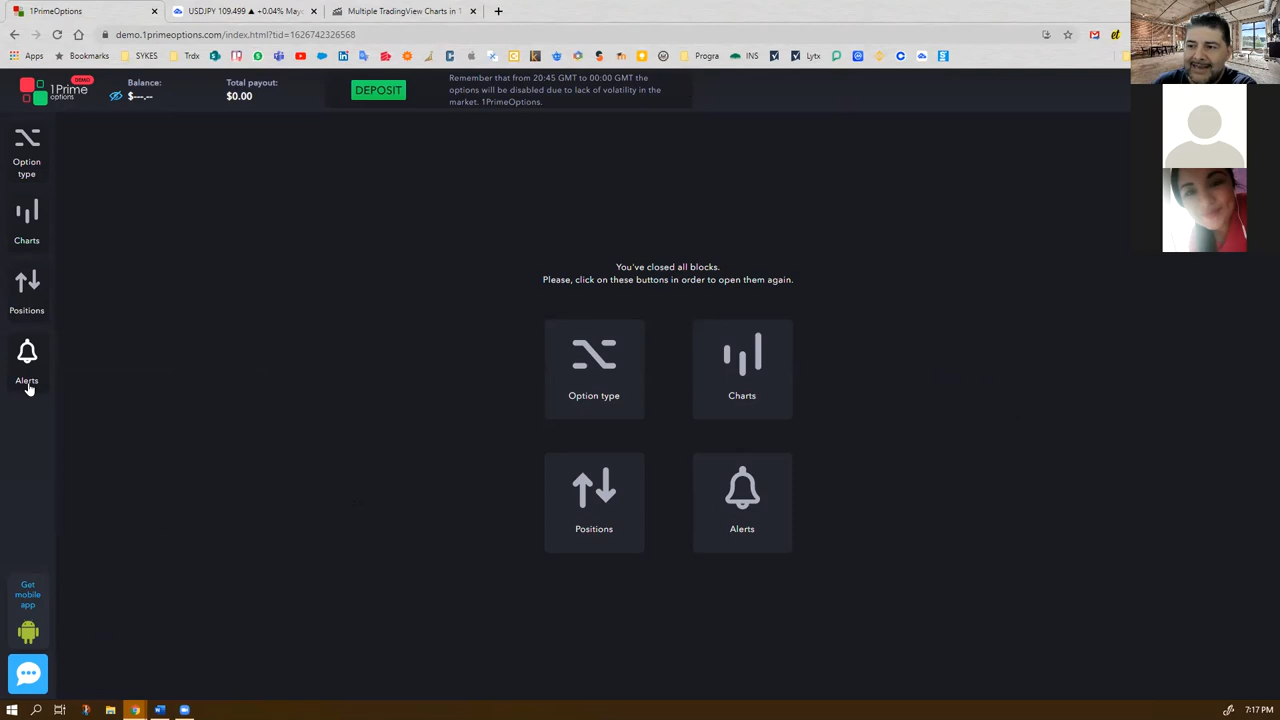 1PrimeOptions
USDJPY 109.499 ▲ +0.04%
Multiple TradingView Charts in 1
demo.1primeoptions.com/index.html?tid=1626742326568
Apps
Bookmarks
SYKES
Trdx
Progra
INS
Lytx
1Prime
options
DEMO
Balance:
$---.--
Total payout:
$0.00
DEPOSIT
Remember that from 20:45 GMT to 00:00 GMT the
options will be disabled due to lack of volatility in the
market. 1PrimeOptions.
Option
type
Charts
Positions
Alerts
You've closed all blocks.
Please, click on these buttons in order to open them again.
Option type
Charts
Positions
Alerts
Get
mobile
app
7:17 PM